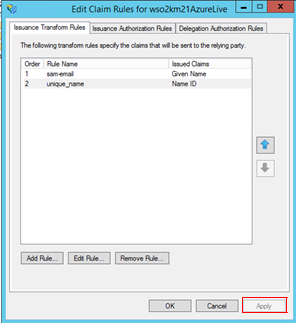 Edit Claim Rules for wso2km21AzureLive
Issuance Transform Rules Issuance Authorization Rules Delegation Authorization Rules
The following transform rules specify the claims that will be sent to the relying party.
Order Rule Name Issued Claims
1 sam-email Given Name
2 unique_name Name ID
Add Rule... Edit Rule... Remove Rule...
OK Cancel Apply